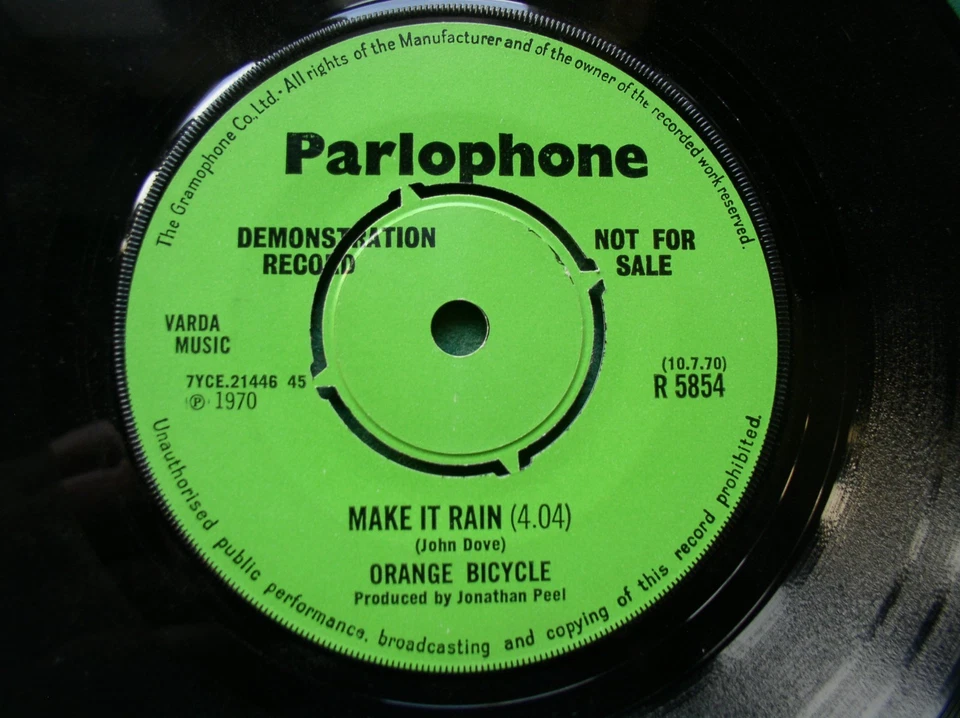 The Gramophone Co. Ltd. - All rights of the Manufacturer and of the owner of the recorded work reserved.
Parlophone
DEMONSTRATION
RECORD
NOT FOR
SALE
VARDA
MUSIC
7YCE.21446 45
℗ 1970
(10.7.70)
R 5854
MAKE IT RAIN (4.04)
(John Dove)
ORANGE BICYCLE
Produced by Jonathan Peel
Unauthorised public performance, broadcasting and copying of this record prohibited.